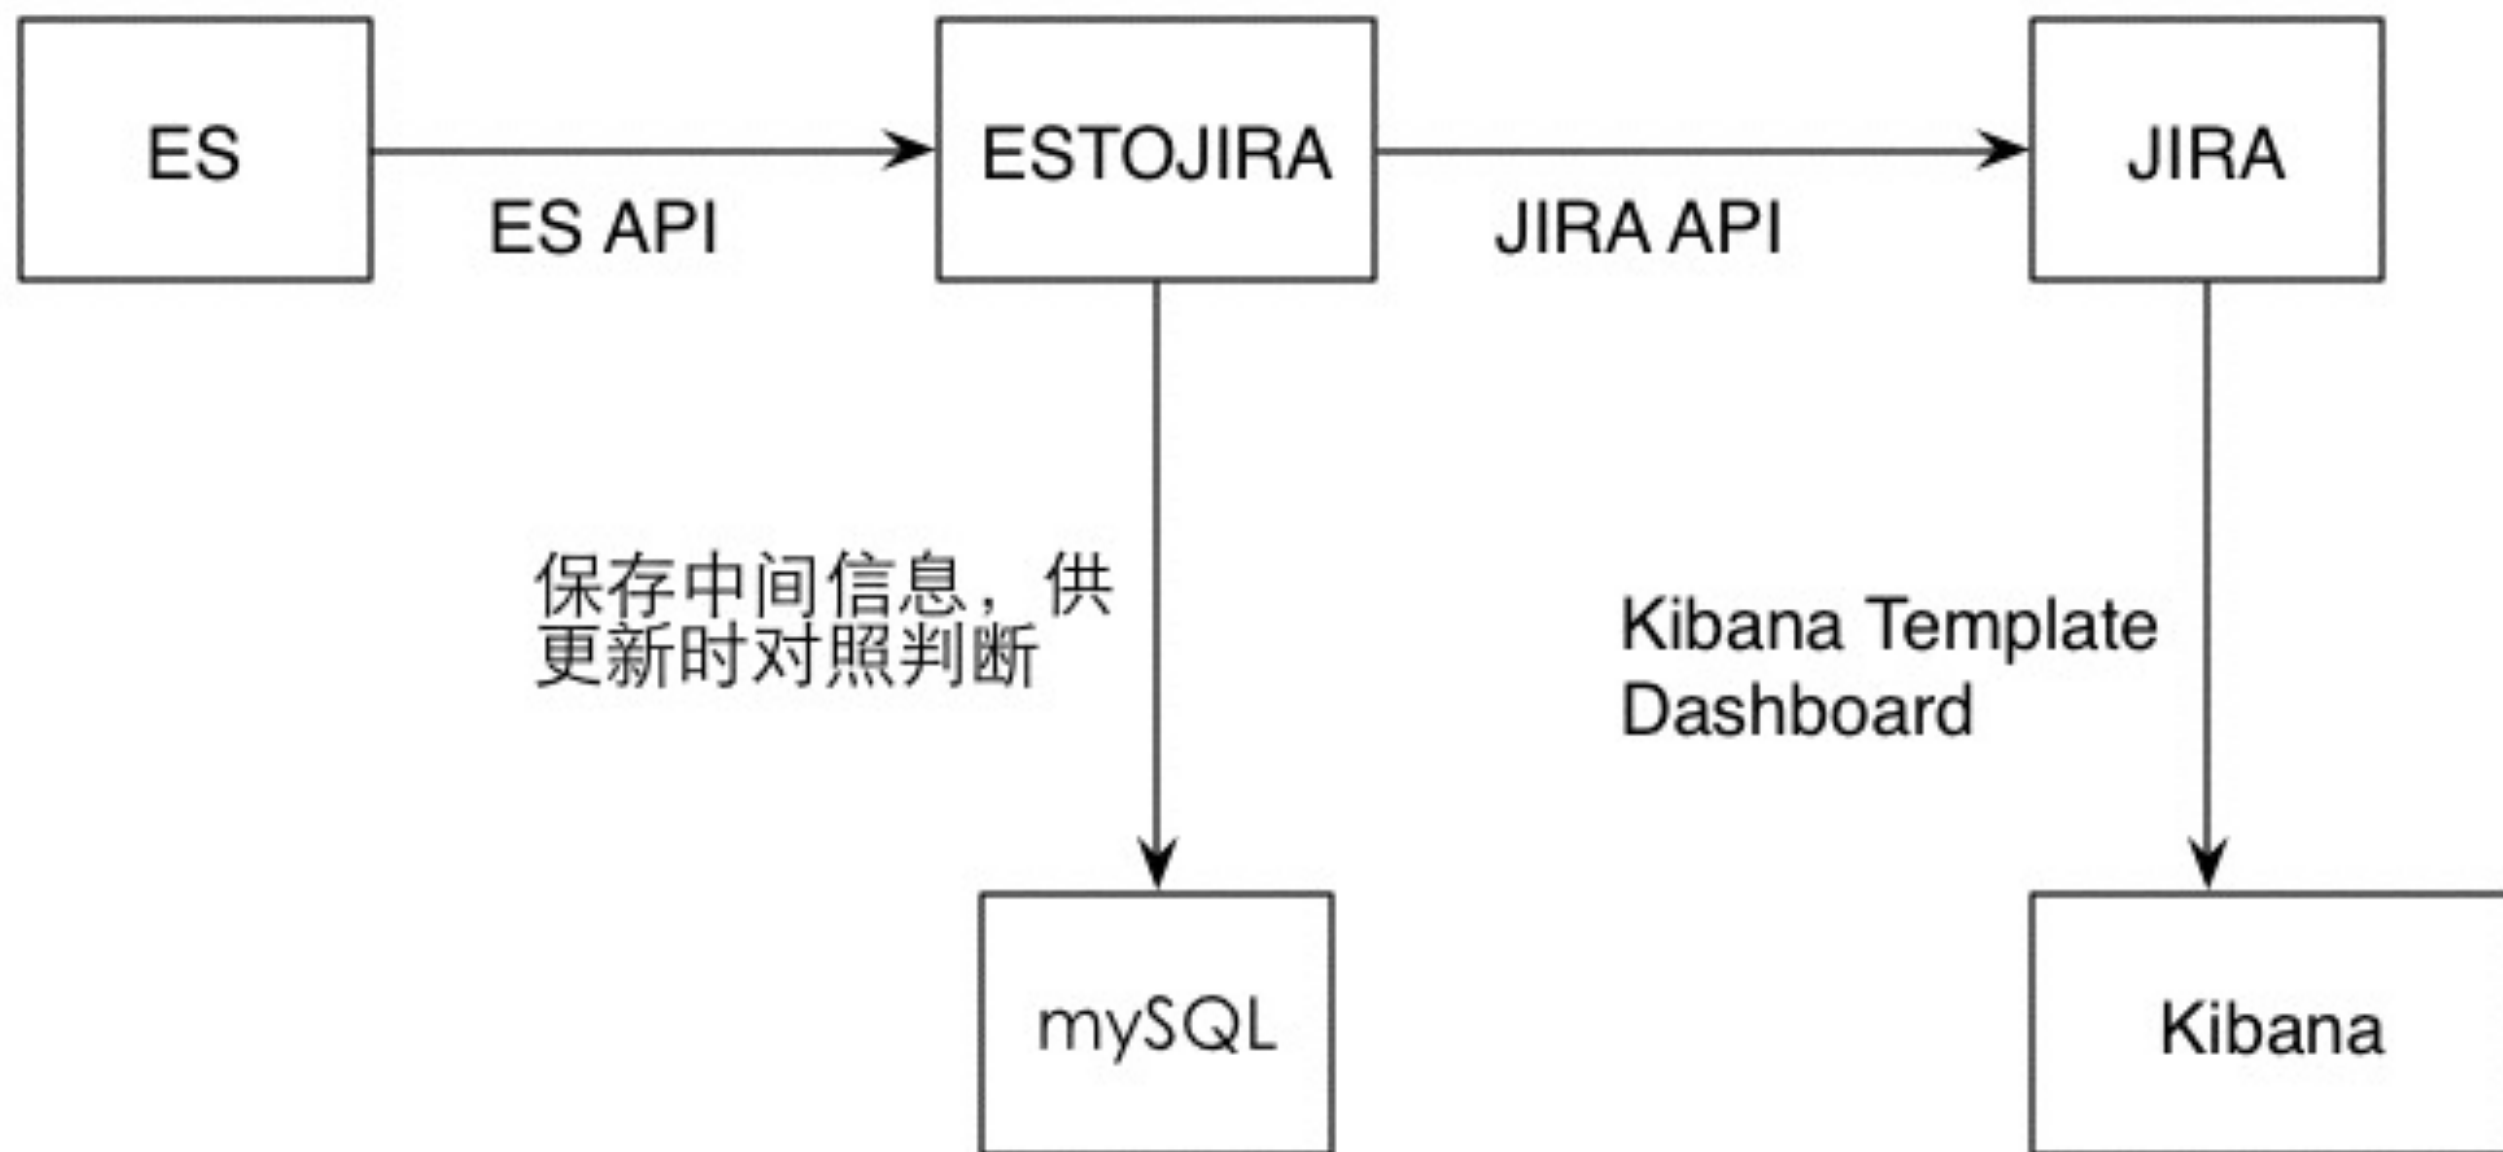 ES
ESTOJIRA
JIRA
ES API
JIRA API
保存中间信息，供
更新时对照判断
Kibana Template
Dashboard
mySQL
Kibana